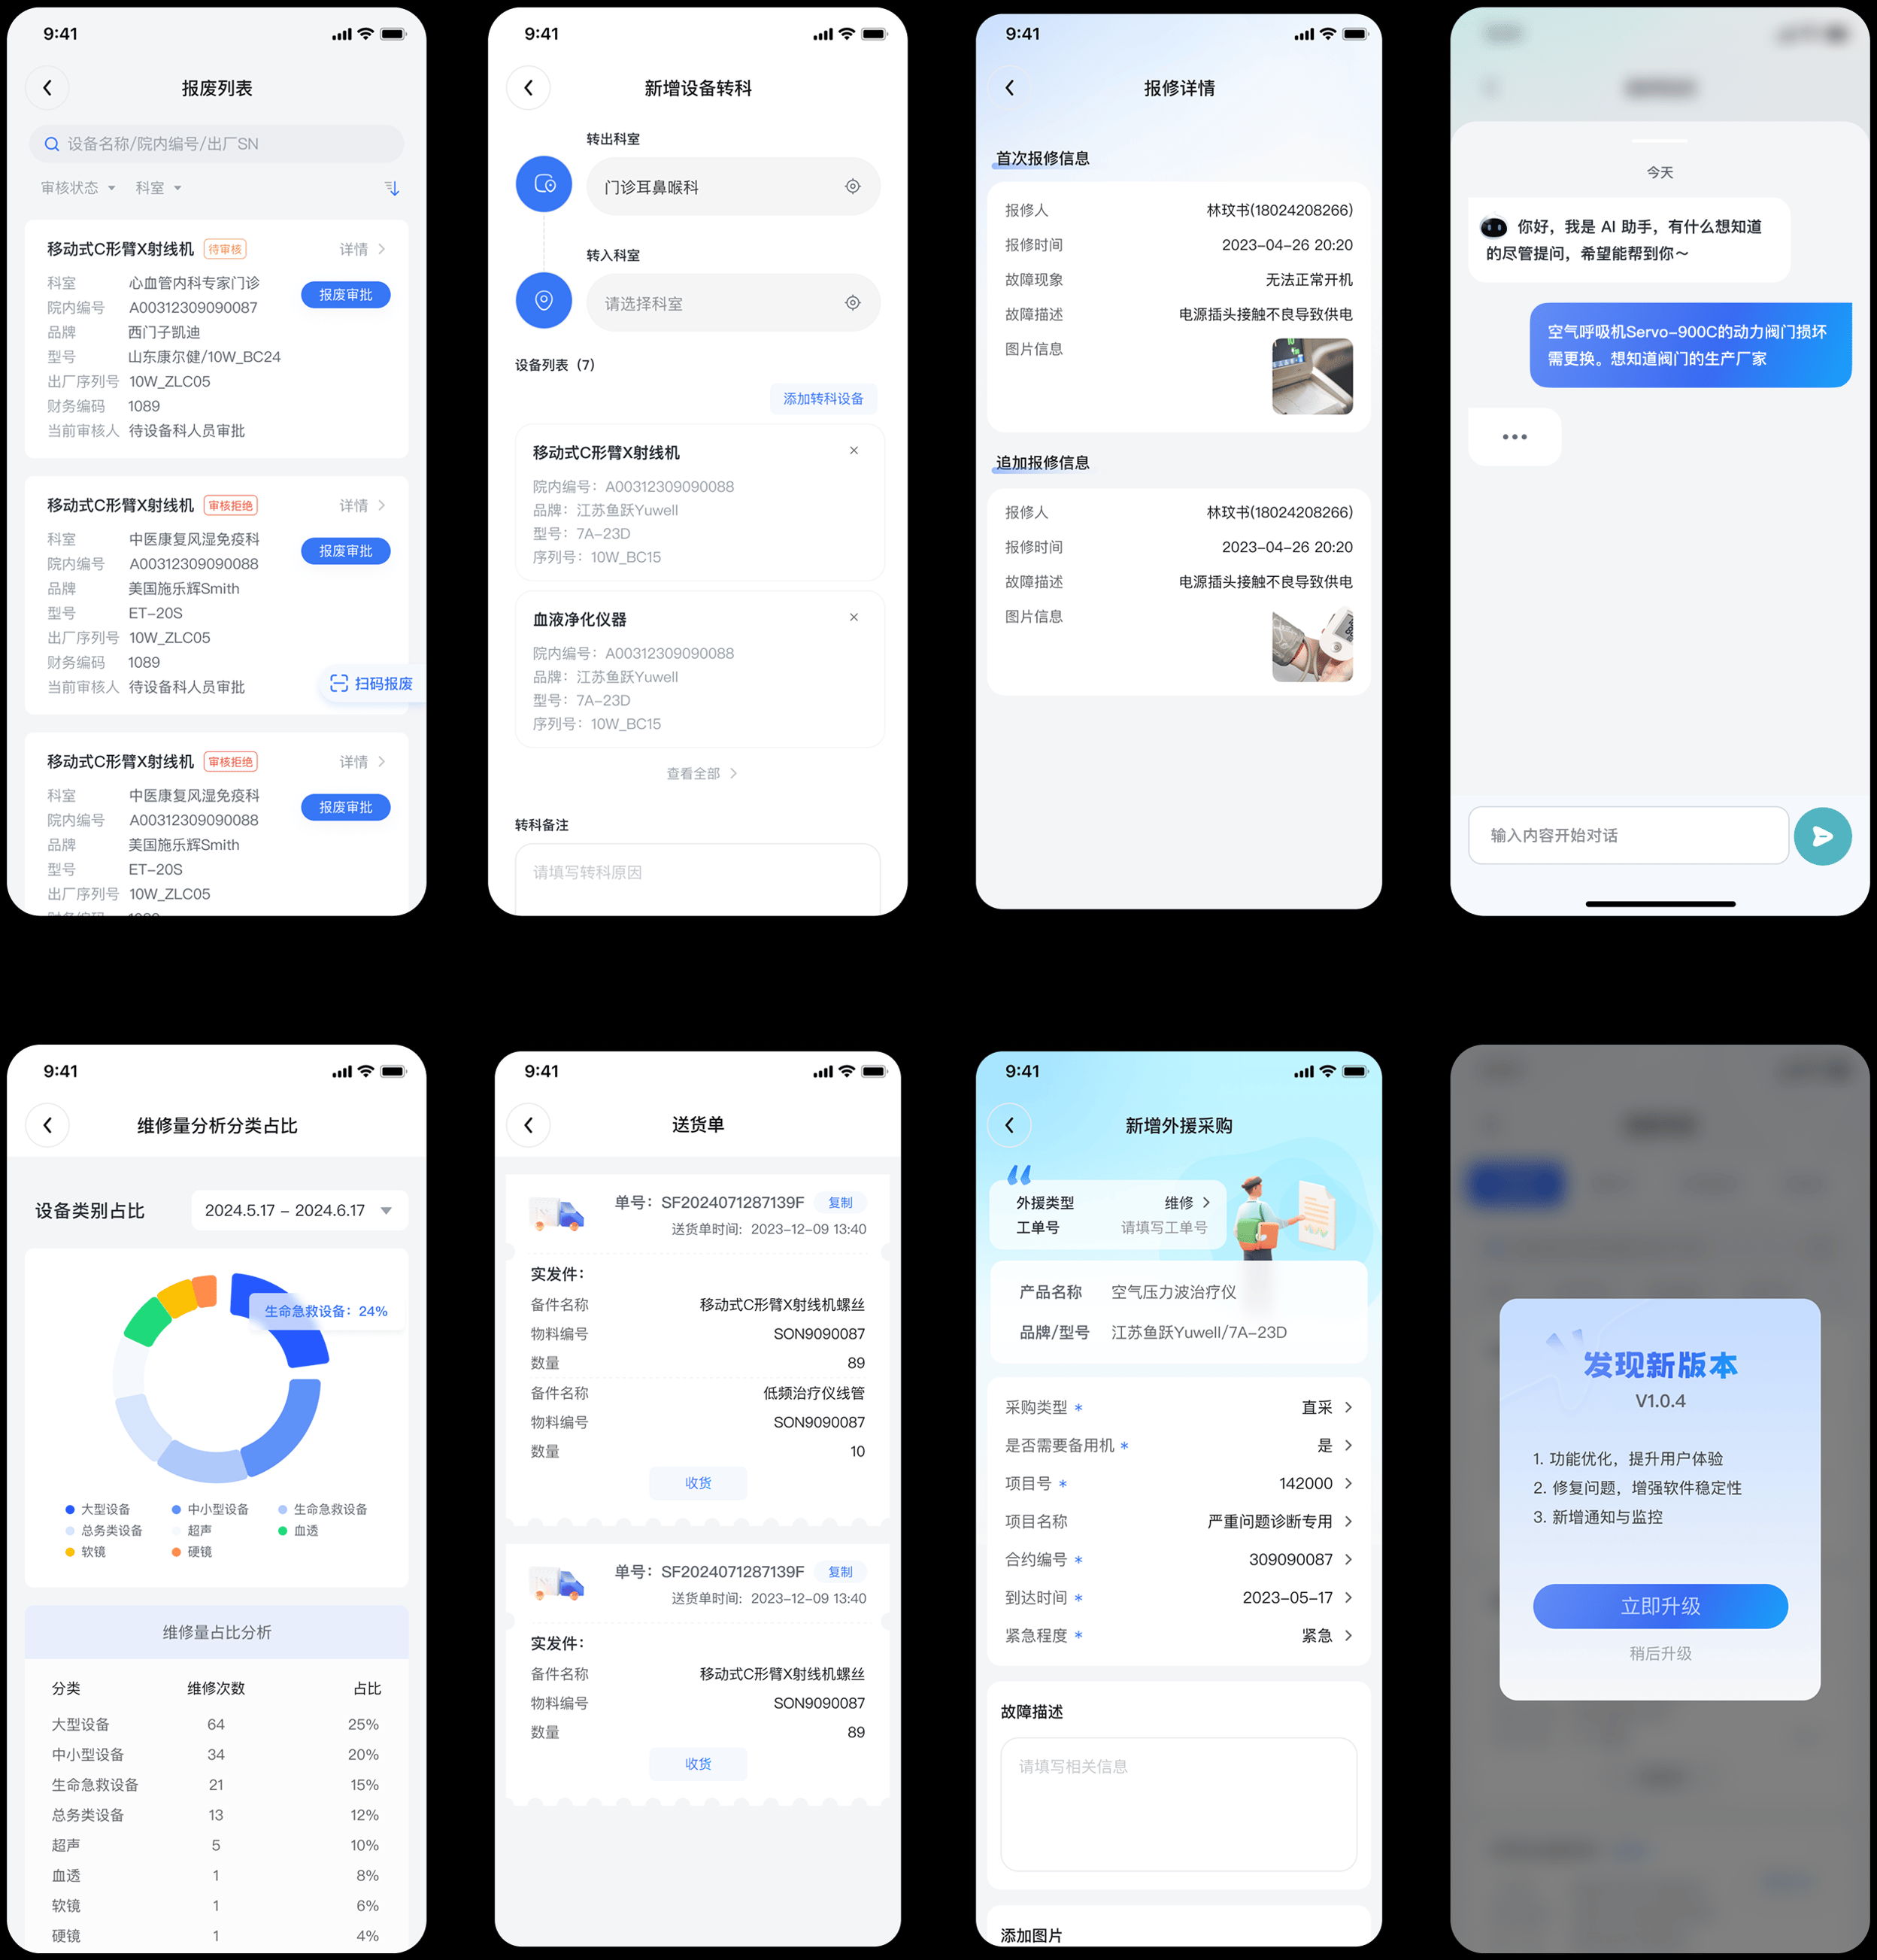 9:41
报废列表
设备名称/院内编号/出厂SN
审核状态 科室
移动式C形臂X射线机 待审核 详情
科室 心血管内科专家门诊
报废审批
院内编号 A00312309090087
品牌 西门子凯迪
型号 山东康尔健/10W_BC24
出厂序列号 10W_ZLC05
财务编码 1089
当前审核人 待设备科人员审批
移动式C形臂X射线机 审核拒绝 详情
科室 中医康复风湿免疫科
报废审批
院内编号 A00312309090088
品牌 美国施乐辉Smith
型号 ET-20S
出厂序列号 10W_ZLC05
财务编码 1089
当前审核人 待设备科人员审批
扫码报废
移动式C形臂X射线机 审核拒绝 详情
科室 中医康复风湿免疫科
报废审批
院内编号 A00312309090088
品牌 美国施乐辉Smith
型号 ET-20S
出厂序列号 10W_ZLC05
9:41
新增设备转科
转出科室
门诊耳鼻喉科
转入科室
请选择科室
设备列表 (7)
添加转科设备
移动式C形臂X射线机
院内编号：A00312309090088
品牌：江苏鱼跃Yuwell
型号：7A-23D
序列号：10W_BC15
血液净化仪器
院内编号：A00312309090088
品牌：江苏鱼跃Yuwell
型号：7A-23D
序列号：10W_BC15
查看全部
转科备注
请填写转科原因
9:41
报修详情
首次报修信息
报修人 林玟书(18024208266)
报修时间 2023-04-26 20:20
故障现象 无法正常开机
故障描述 电源插头接触不良导致供电
图片信息
追加报修信息
报修人 林玟书(18024208266)
报修时间 2023-04-26 20:20
故障描述 电源插头接触不良导致供电
图片信息
今天
你好，我是 AI 助手，有什么想知道
的尽管提问，希望能帮到你～
空气呼吸机Servo-900C的动力阀门损坏
需更换。想知道阀门的生产厂家
•••
输入内容开始对话
9:41
维修量分析分类占比
设备类别占比 2024.5.17 - 2024.6.17
生命急救设备：24%
大型设备 中小型设备 生命急救设备
总务类设备 超声 血透
软镜 硬镜
维修量占比分析
分类 维修次数 占比
大型设备 64 25%
中小型设备 34 20%
生命急救设备 21 15%
总务类设备 13 12%
超声 5 10%
血透 1 8%
软镜 1 6%
硬镜 1 4%
9:41
送货单
单号：SF2024071287139F 复制
送货单时间：2023-12-09 13:40
实发件：
备件名称 移动式C形臂X射线机螺丝
物料编号 SON9090087
数量 89
备件名称 低频治疗仪线管
物料编号 SON9090087
数量 10
收货
单号：SF2024071287139F 复制
送货单时间：2023-12-09 13:40
实发件：
备件名称 移动式C形臂X射线机螺丝
物料编号 SON9090087
数量 89
收货
9:41
新增外援采购
外援类型 维修
工单号 请填写工单号
产品名称 空气压力波治疗仪
品牌/型号 江苏鱼跃Yuwell/7A-23D
采购类型 * 直采
是否需要备用机 * 是
项目号 * 142000
项目名称 严重问题诊断专用
合约编号 * 309090087
到达时间 * 2023-05-17
紧急程度 * 紧急
故障描述
请填写相关信息
添加图片
发现新版本
V1.0.4
1. 功能优化，提升用户体验
2. 修复问题，增强软件稳定性
3. 新增通知与监控
立即升级
稍后升级